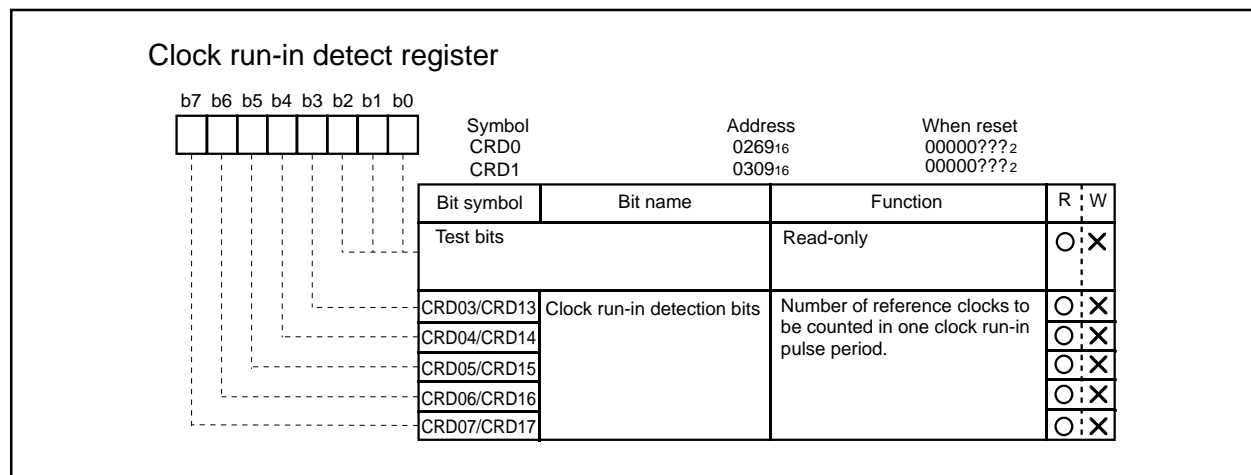 Clock run-in detect register
b7 b6 b5 b4 b3 b2 b1 b0
Symbol Address When reset
CRD0 026916 00000???2
CRD1 030916 00000???2
Bit symbol Bit name Function R W
Test bits Read-only
CRD03/CRD13 Clock run-in detection bits Number of reference clocks to
be counted in one clock run-in
CRD04/CRD14
pulse period.
CRD05/CRD15
CRD06/CRD16
CRD07/CRD17